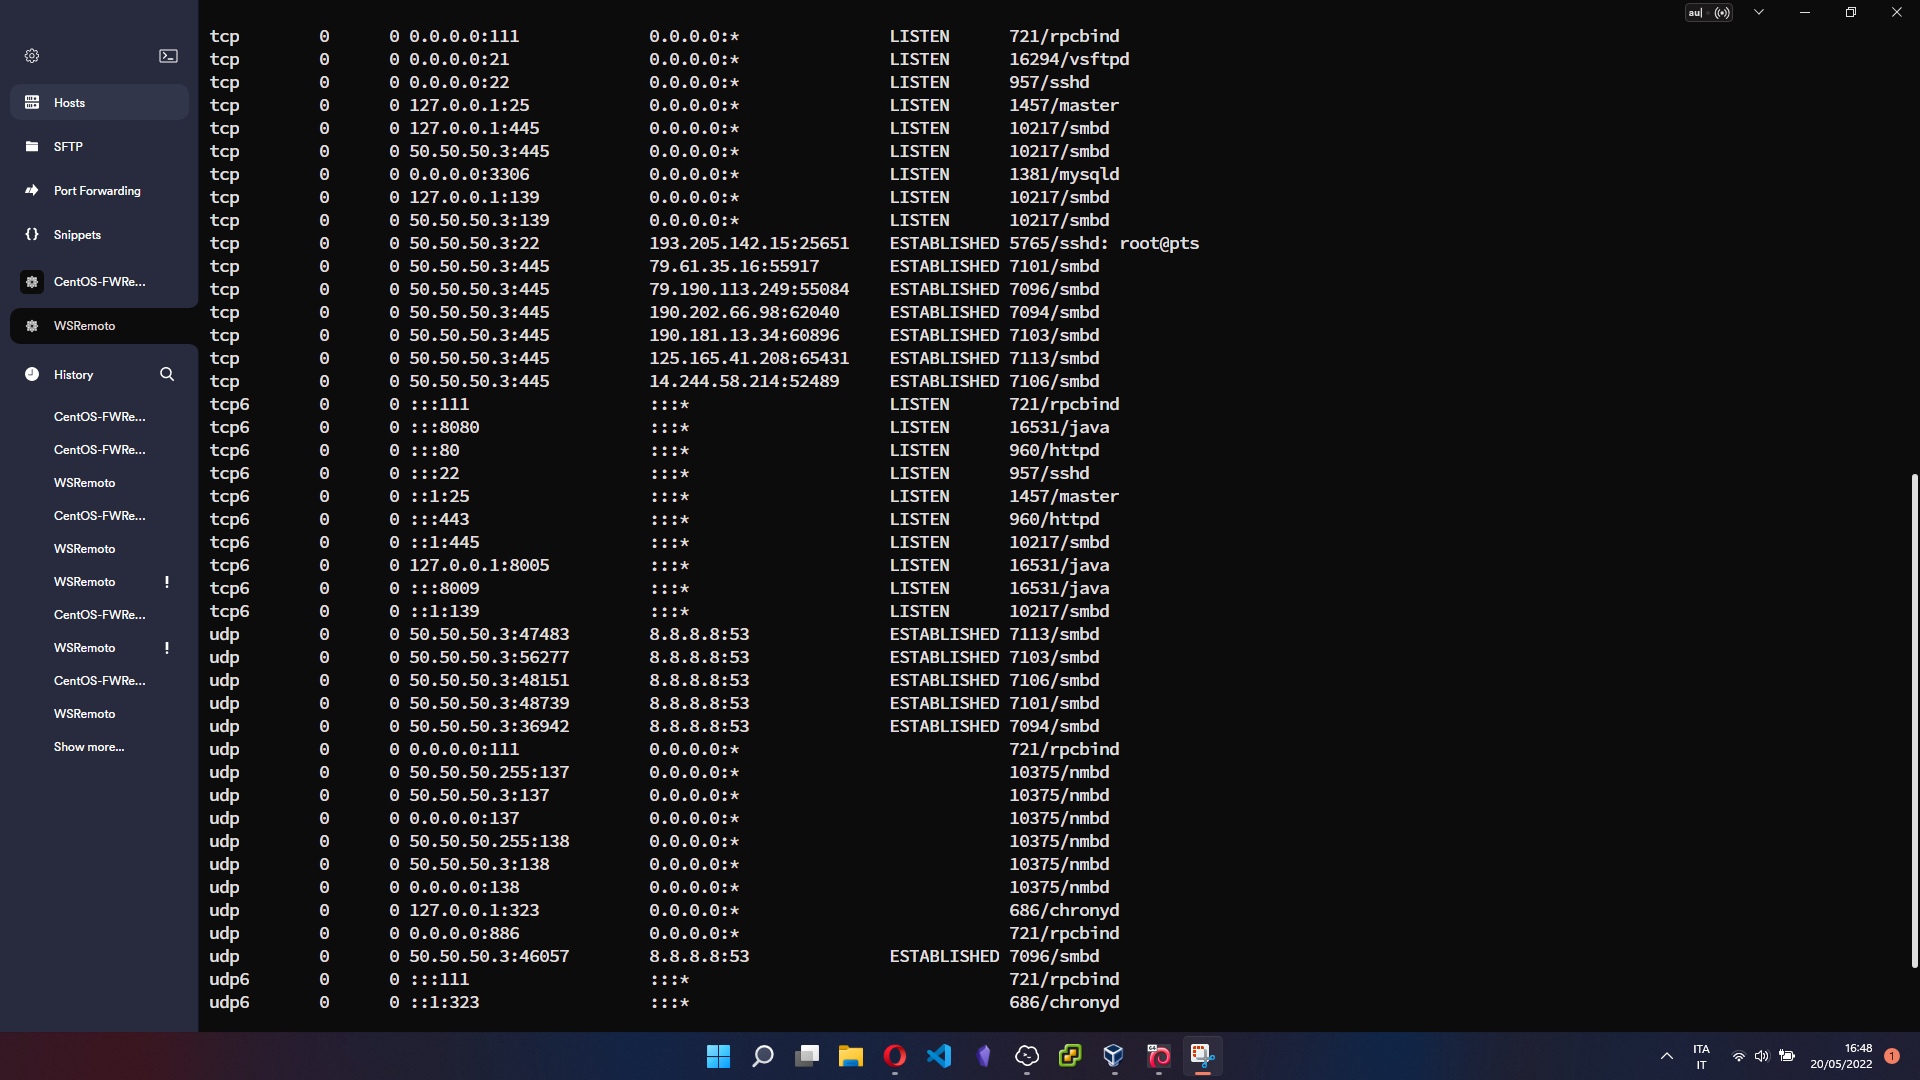 au|
Hosts
SFTP
Port Forwarding
Snippets
CentOS-FWRe...
WSRemoto
History
CentOS-FWRe...
CentOS-FWRe...
WSRemoto
CentOS-FWRe...
WSRemoto
WSRemoto !
CentOS-FWRe...
WSRemoto !
CentOS-FWRe...
WSRemoto
Show more...
tcp 0 0 0.0.0.0:111 0.0.0.0:* LISTEN 721/rpcbind
tcp 0 0 0.0.0.0:21 0.0.0.0:* LISTEN 16294/vsftpd
tcp 0 0 0.0.0.0:22 0.0.0.0:* LISTEN 957/sshd
tcp 0 0 127.0.0.1:25 0.0.0.0:* LISTEN 1457/master
tcp 0 0 127.0.0.1:445 0.0.0.0:* LISTEN 10217/smbd
tcp 0 0 50.50.50.3:445 0.0.0.0:* LISTEN 10217/smbd
tcp 0 0 0.0.0.0:3306 0.0.0.0:* LISTEN 1381/mysqld
tcp 0 0 127.0.0.1:139 0.0.0.0:* LISTEN 10217/smbd
tcp 0 0 50.50.50.3:139 0.0.0.0:* LISTEN 10217/smbd
tcp 0 0 50.50.50.3:22 193.205.142.15:25651 ESTABLISHED 5765/sshd: root@pts
tcp 0 0 50.50.50.3:445 79.61.35.16:55917 ESTABLISHED 7101/smbd
tcp 0 0 50.50.50.3:445 79.190.113.249:55084 ESTABLISHED 7096/smbd
tcp 0 0 50.50.50.3:445 190.202.66.98:62040 ESTABLISHED 7094/smbd
tcp 0 0 50.50.50.3:445 190.181.13.34:60896 ESTABLISHED 7103/smbd
tcp 0 0 50.50.50.3:445 125.165.41.208:65431 ESTABLISHED 7113/smbd
tcp 0 0 50.50.50.3:445 14.244.58.214:52489 ESTABLISHED 7106/smbd
tcp6 0 0 :::111 :::* LISTEN 721/rpcbind
tcp6 0 0 :::8080 :::* LISTEN 16531/java
tcp6 0 0 :::80 :::* LISTEN 960/httpd
tcp6 0 0 :::22 :::* LISTEN 957/sshd
tcp6 0 0 ::1:25 :::* LISTEN 1457/master
tcp6 0 0 :::443 :::* LISTEN 960/httpd
tcp6 0 0 ::1:445 :::* LISTEN 10217/smbd
tcp6 0 0 127.0.0.1:8005 :::* LISTEN 16531/java
tcp6 0 0 :::8009 :::* LISTEN 16531/java
tcp6 0 0 ::1:139 :::* LISTEN 10217/smbd
udp 0 0 50.50.50.3:47483 8.8.8.8:53 ESTABLISHED 7113/smbd
udp 0 0 50.50.50.3:56277 8.8.8.8:53 ESTABLISHED 7103/smbd
udp 0 0 50.50.50.3:48151 8.8.8.8:53 ESTABLISHED 7106/smbd
udp 0 0 50.50.50.3:48739 8.8.8.8:53 ESTABLISHED 7101/smbd
udp 0 0 50.50.50.3:36942 8.8.8.8:53 ESTABLISHED 7094/smbd
udp 0 0 0.0.0.0:111 0.0.0.0:* 721/rpcbind
udp 0 0 50.50.50.255:137 0.0.0.0:* 10375/nmbd
udp 0 0 50.50.50.3:137 0.0.0.0:* 10375/nmbd
udp 0 0 0.0.0.0:137 0.0.0.0:* 10375/nmbd
udp 0 0 50.50.50.255:138 0.0.0.0:* 10375/nmbd
udp 0 0 50.50.50.3:138 0.0.0.0:* 10375/nmbd
udp 0 0 0.0.0.0:138 0.0.0.0:* 10375/nmbd
udp 0 0 127.0.0.1:323 0.0.0.0:* 686/chronyd
udp 0 0 0.0.0.0:886 0.0.0.0:* 721/rpcbind
udp 0 0 50.50.50.3:46057 8.8.8.8:53 ESTABLISHED 7096/smbd
udp6 0 0 :::111 :::* 721/rpcbind
udp6 0 0 ::1:323 :::* 686/chronyd
64
ITA
IT
16:48
20/05/2022
1